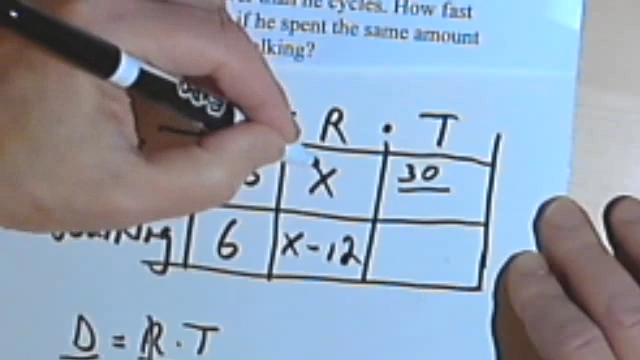 than he cycles. How fast
if he spent the same amount
lking?
R . T
X 30
6 X-12
D = R . T